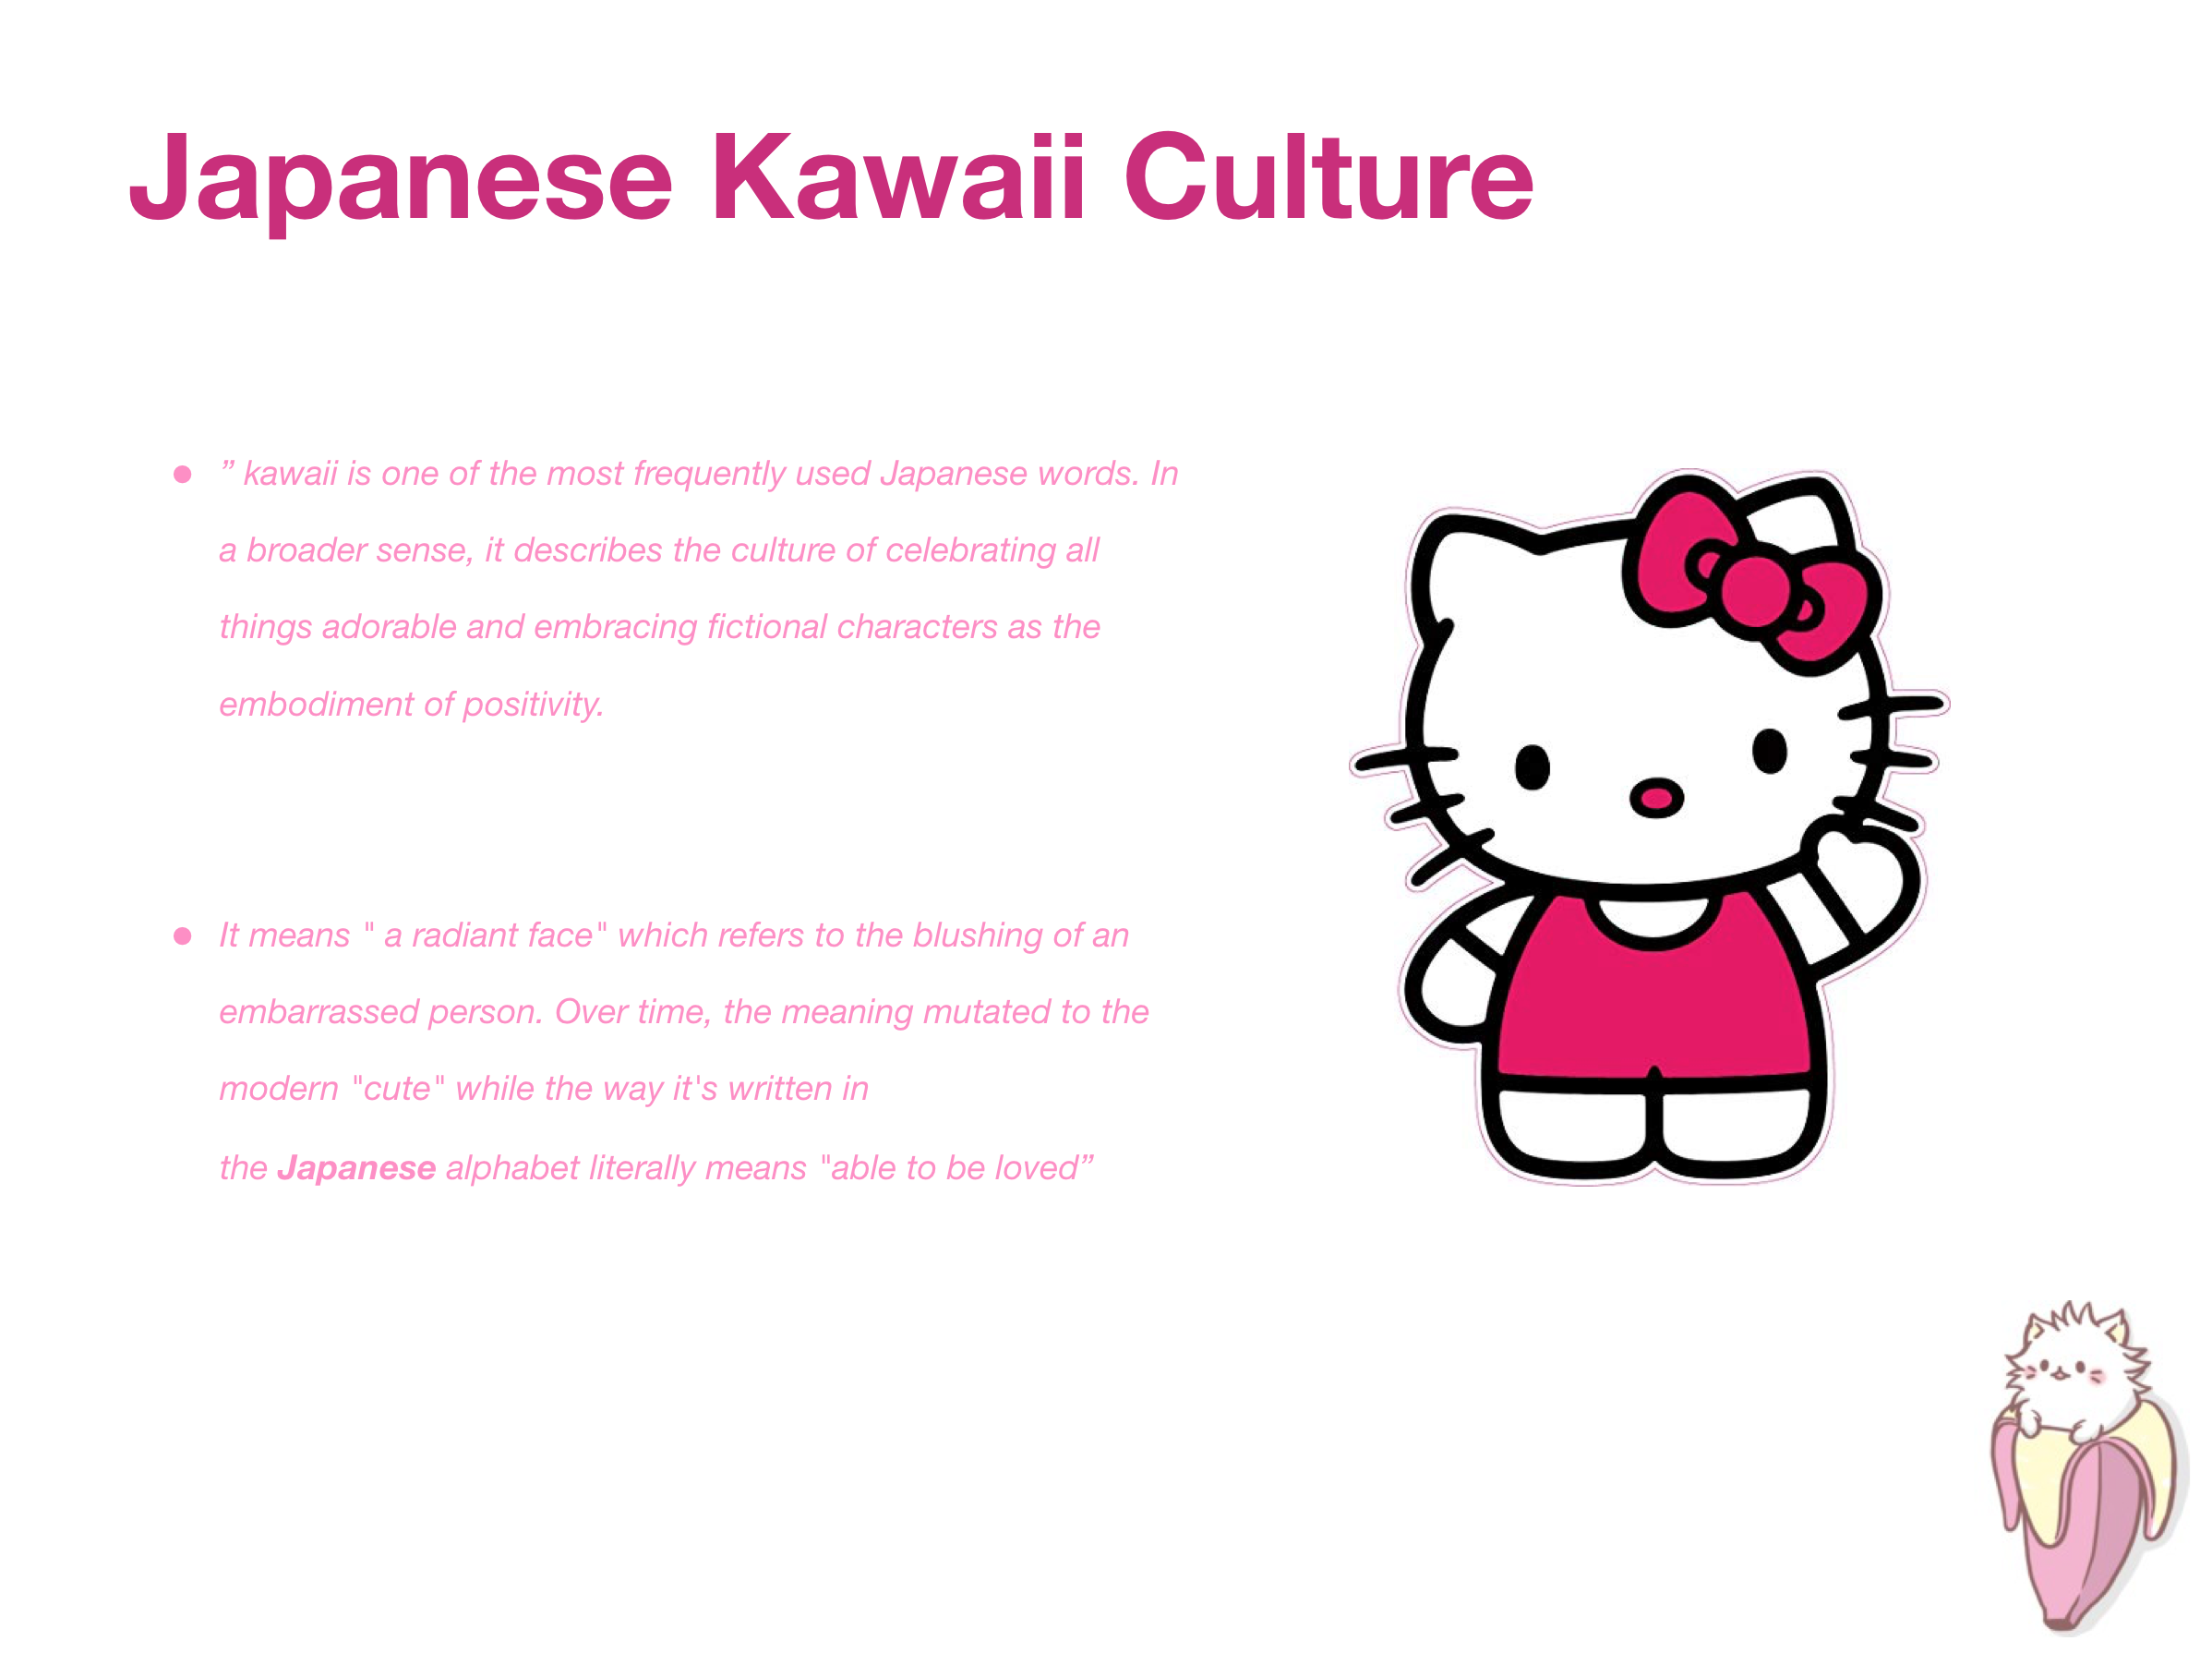 Japanese Kawaii Culture
” kawaii is one of the most frequently used Japanese words. In
a broader sense, it describes the culture of celebrating all
things adorable and embracing fictional characters as the
embodiment of positivity.
It means " a radiant face" which refers to the blushing of an
embarrassed person. Over time, the meaning mutated to the
modern "cute" while the way it's written in
the Japanese alphabet literally means "able to be loved”